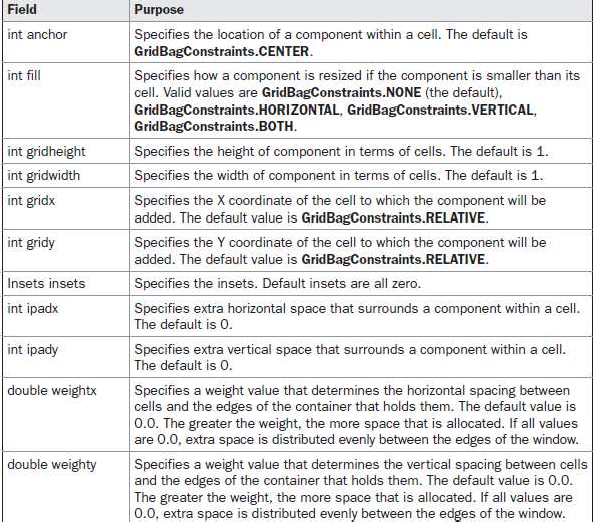 Field Purpose
int anchor Specifies the location of a component within a cell. The default is
GridBagConstraints.CENTER.
int fill Specifies how a component is resized if the component is smaller than its
cell. Valid values are GridBagConstraints.NONE (the default),
GridBagConstraints.HORIZONTAL, GridBagConstraints.VERTICAL,
GridBagConstraints.BOTH.
int gridheight Specifies the height of component in terms of cells. The default is 1.
int gridwidth Specifies the width of component in terms of cells. The default is 1.
int gridx Specifies the X coordinate of the cell to which the component will be
added. The default value is GridBagConstraints.RELATIVE.
int gridy Specifies the Y coordinate of the cell to which the component will be
added. The default value is GridBagConstraints.RELATIVE.
Insets insets Specifies the insets. Default insets are all zero.
int ipadx Specifies extra horizontal space that surrounds a component within a cell.
The default is 0.
int ipady Specifies extra vertical space that surrounds a component within a cell.
The default is 0.
double weightx Specifies a weight value that determines the horizontal spacing between
cells and the edges of the container that holds them. The default value is
0.0. The greater the weight, the more space that is allocated. If all values
are 0.0, extra space is distributed evenly between the edges of the window.
double weighty Specifies a weight value that determines the vertical spacing between cells
and the edges of the container that holds them. The default value is 0.0.
The greater the weight, the more space that is allocated. If all values are
0.0, extra space is distributed evenly between the edges of the window.